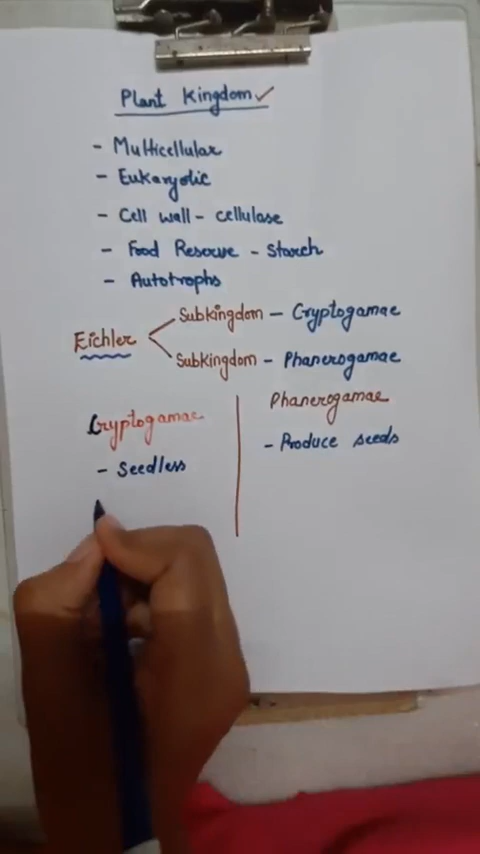 Plant Kingdom ✓
- Multicellular
- Eukaryotic
- Cell wall - cellulase
- Food Reserve - Starch
- Autotrophs
Eichler
Subkingdom - Cryptogamae
Subkingdom - Phanerogamae
Cryptogamae
- Seedless
Phanerogamae
- Produce seeds